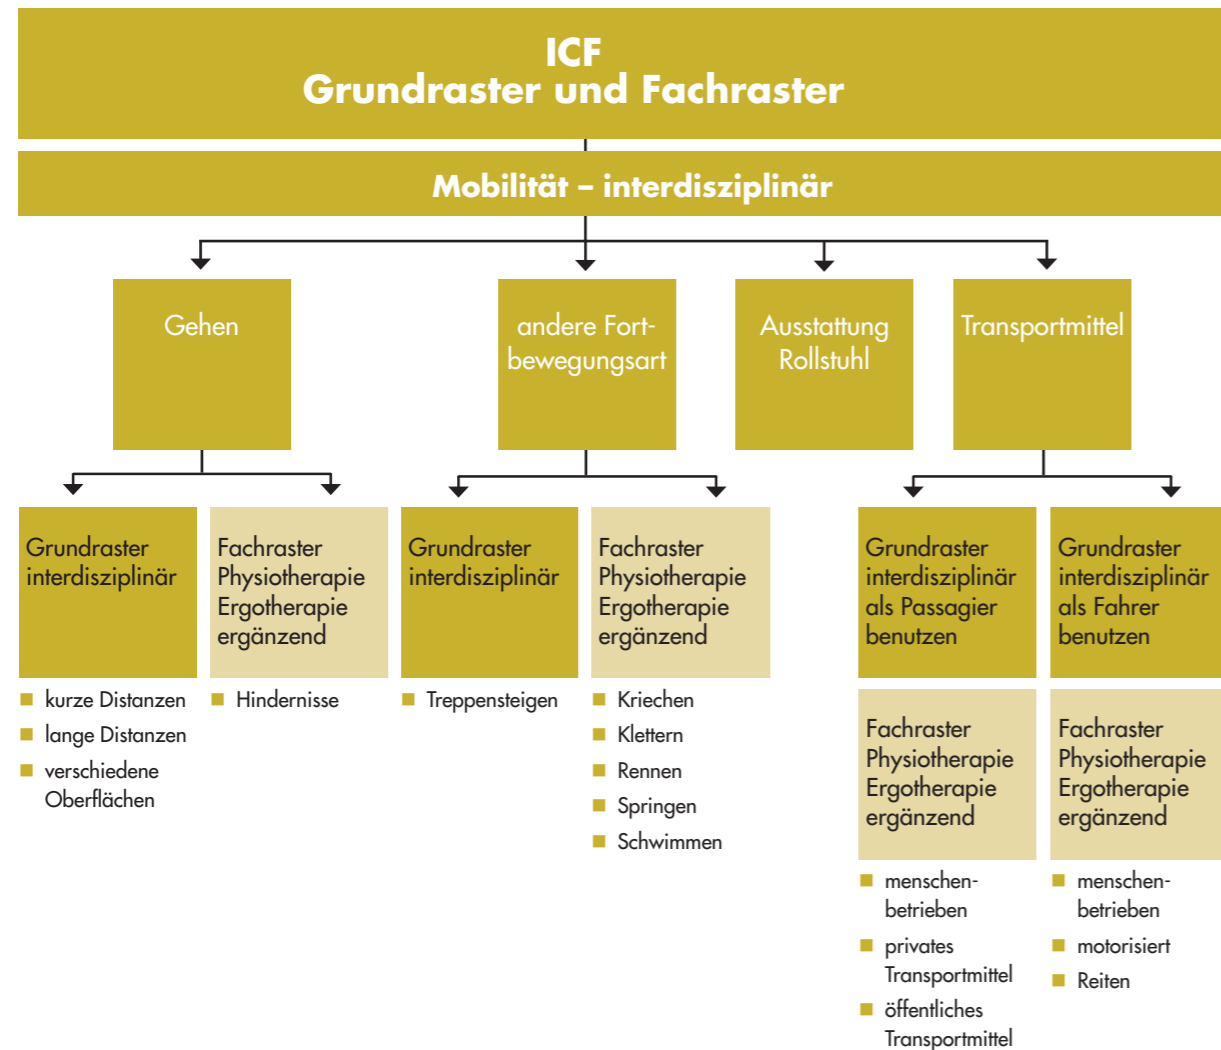 ICF
Grundraster und Fachraster
Mobilität – interdisziplinär
Gehen
andere Fort-
bewegungsart
Ausstattung
Rollstuhl
Transportmittel
Grundraster
interdisziplinär
Fachraster
Physiotherapie
Ergotherapie
ergänzend
Grundraster
interdisziplinär
Fachraster
Physiotherapie
Ergotherapie
ergänzend
Grundraster
interdisziplinär
als Passagier
benutzen
Grundraster
interdisziplinär
als Fahrer
benutzen
kurze Distanzen
lange Distanzen
verschiedene
Oberflächen
Hindernisse
Treppensteigen
Kriechen
Klettern
Rennen
Springen
Schwimmen
Fachraster
Physiotherapie
Ergotherapie
ergänzend
Fachraster
Physiotherapie
Ergotherapie
ergänzend
menschen-
betrieben
privates
Transportmittel
öffentliches
Transportmittel
menschen-
betrieben
motorisiert
Reiten